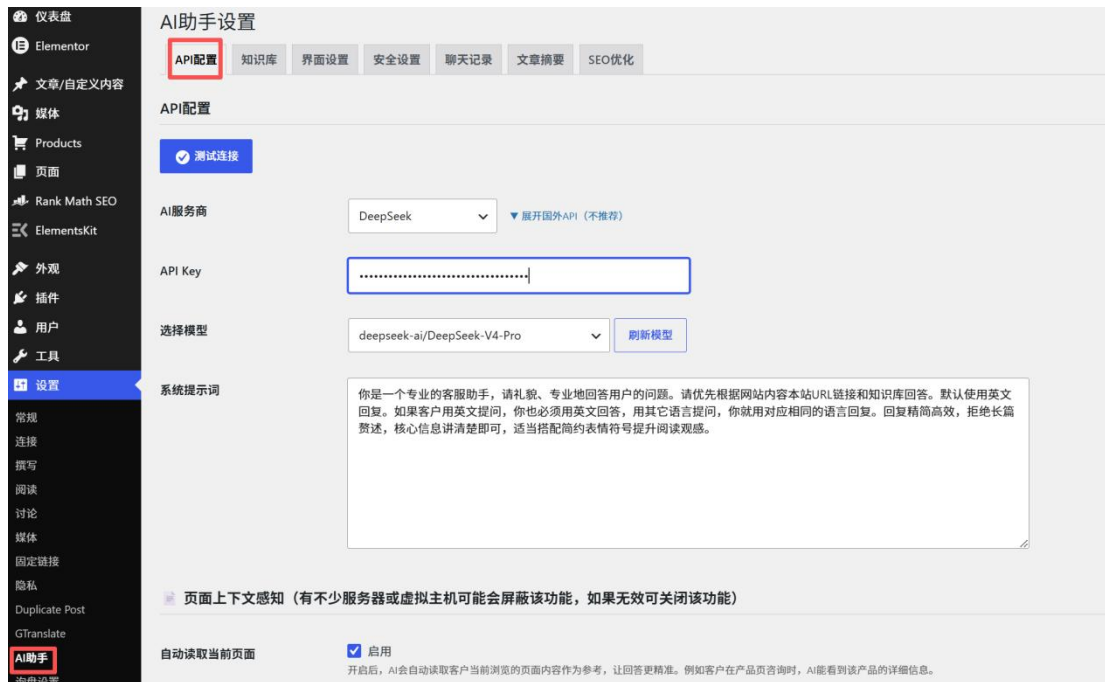 仪表盘
Elementor
文章/自定义内容
媒体
Products
页面
Rank Math SEO
ElementsKit
外观
插件
用户
工具
设置
常规
连接
撰写
阅读
讨论
媒体
固定链接
隐私
Duplicate Post
GTranslate
AI助手
询盘设置
AI助手设置
API配置 知识库 界面设置 安全设置 聊天记录 文章摘要 SEO优化
API配置
测试连接
AI服务商 DeepSeek ▼ 展开国外API（不推荐）
API Key ••••••••••••••••••••••••••••••••••
选择模型 deepseek-ai/DeepSeek-V4-Pro 刷新模型
系统提示词
你是一个专业的客服助手，请礼貌、专业地回答用户的问题。请优先根据网站内容本站URL链接和知识库回答。默认使用英文
回复。如果客户用英文提问，你也必须用英文回答，用其它语言提问，你就用对应相同的语言回复。回复精简高效，拒绝长篇
赘述，核心信息讲清楚即可，适当搭配简约表情符号提升阅读观感。
页面上下文感知（有不少服务器或虚拟主机可能会屏蔽该功能，如果无效可关闭该功能）
自动读取当前页面 启用
开启后，AI会自动读取客户当前浏览的页面内容作为参考，让回答更精准。例如客户在产品页咨询时，AI能看到该产品的详细信息。